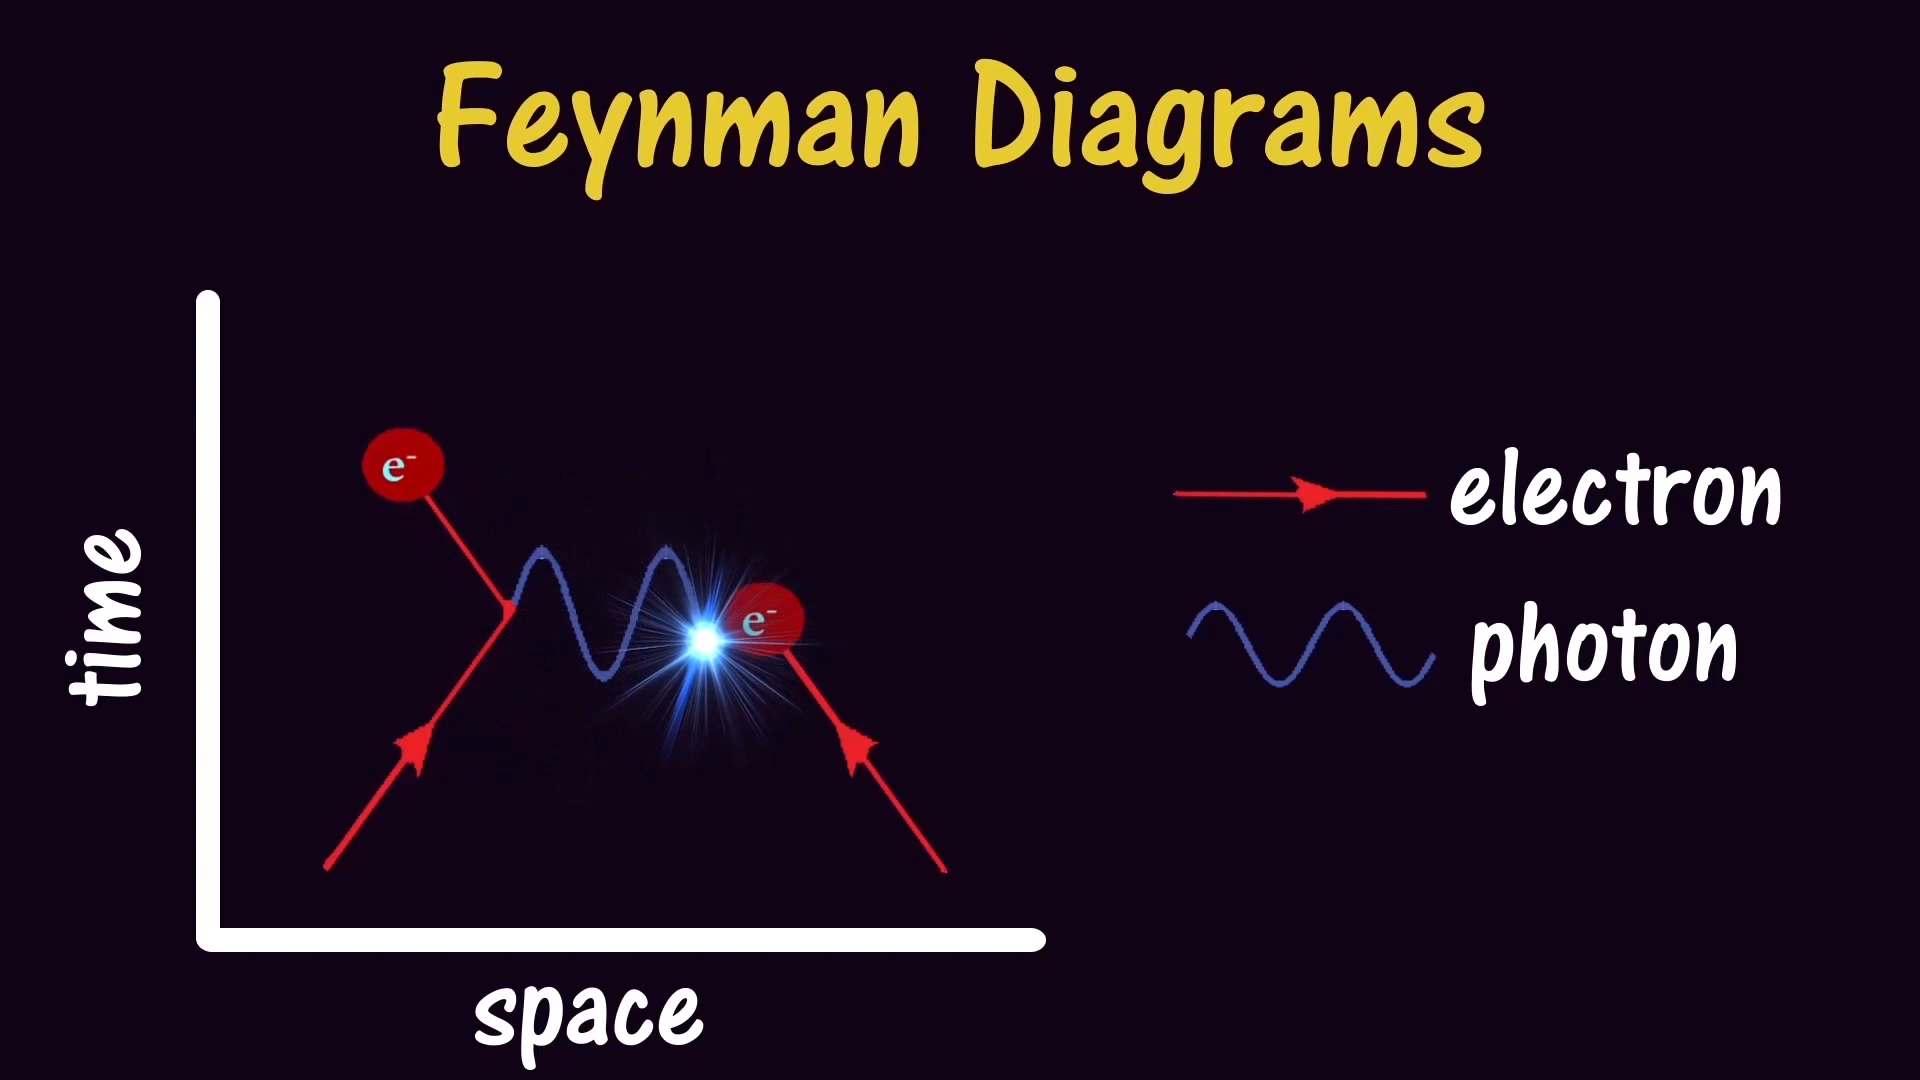 Feynman Diagrams
time
e-
e-
electron
photon
space